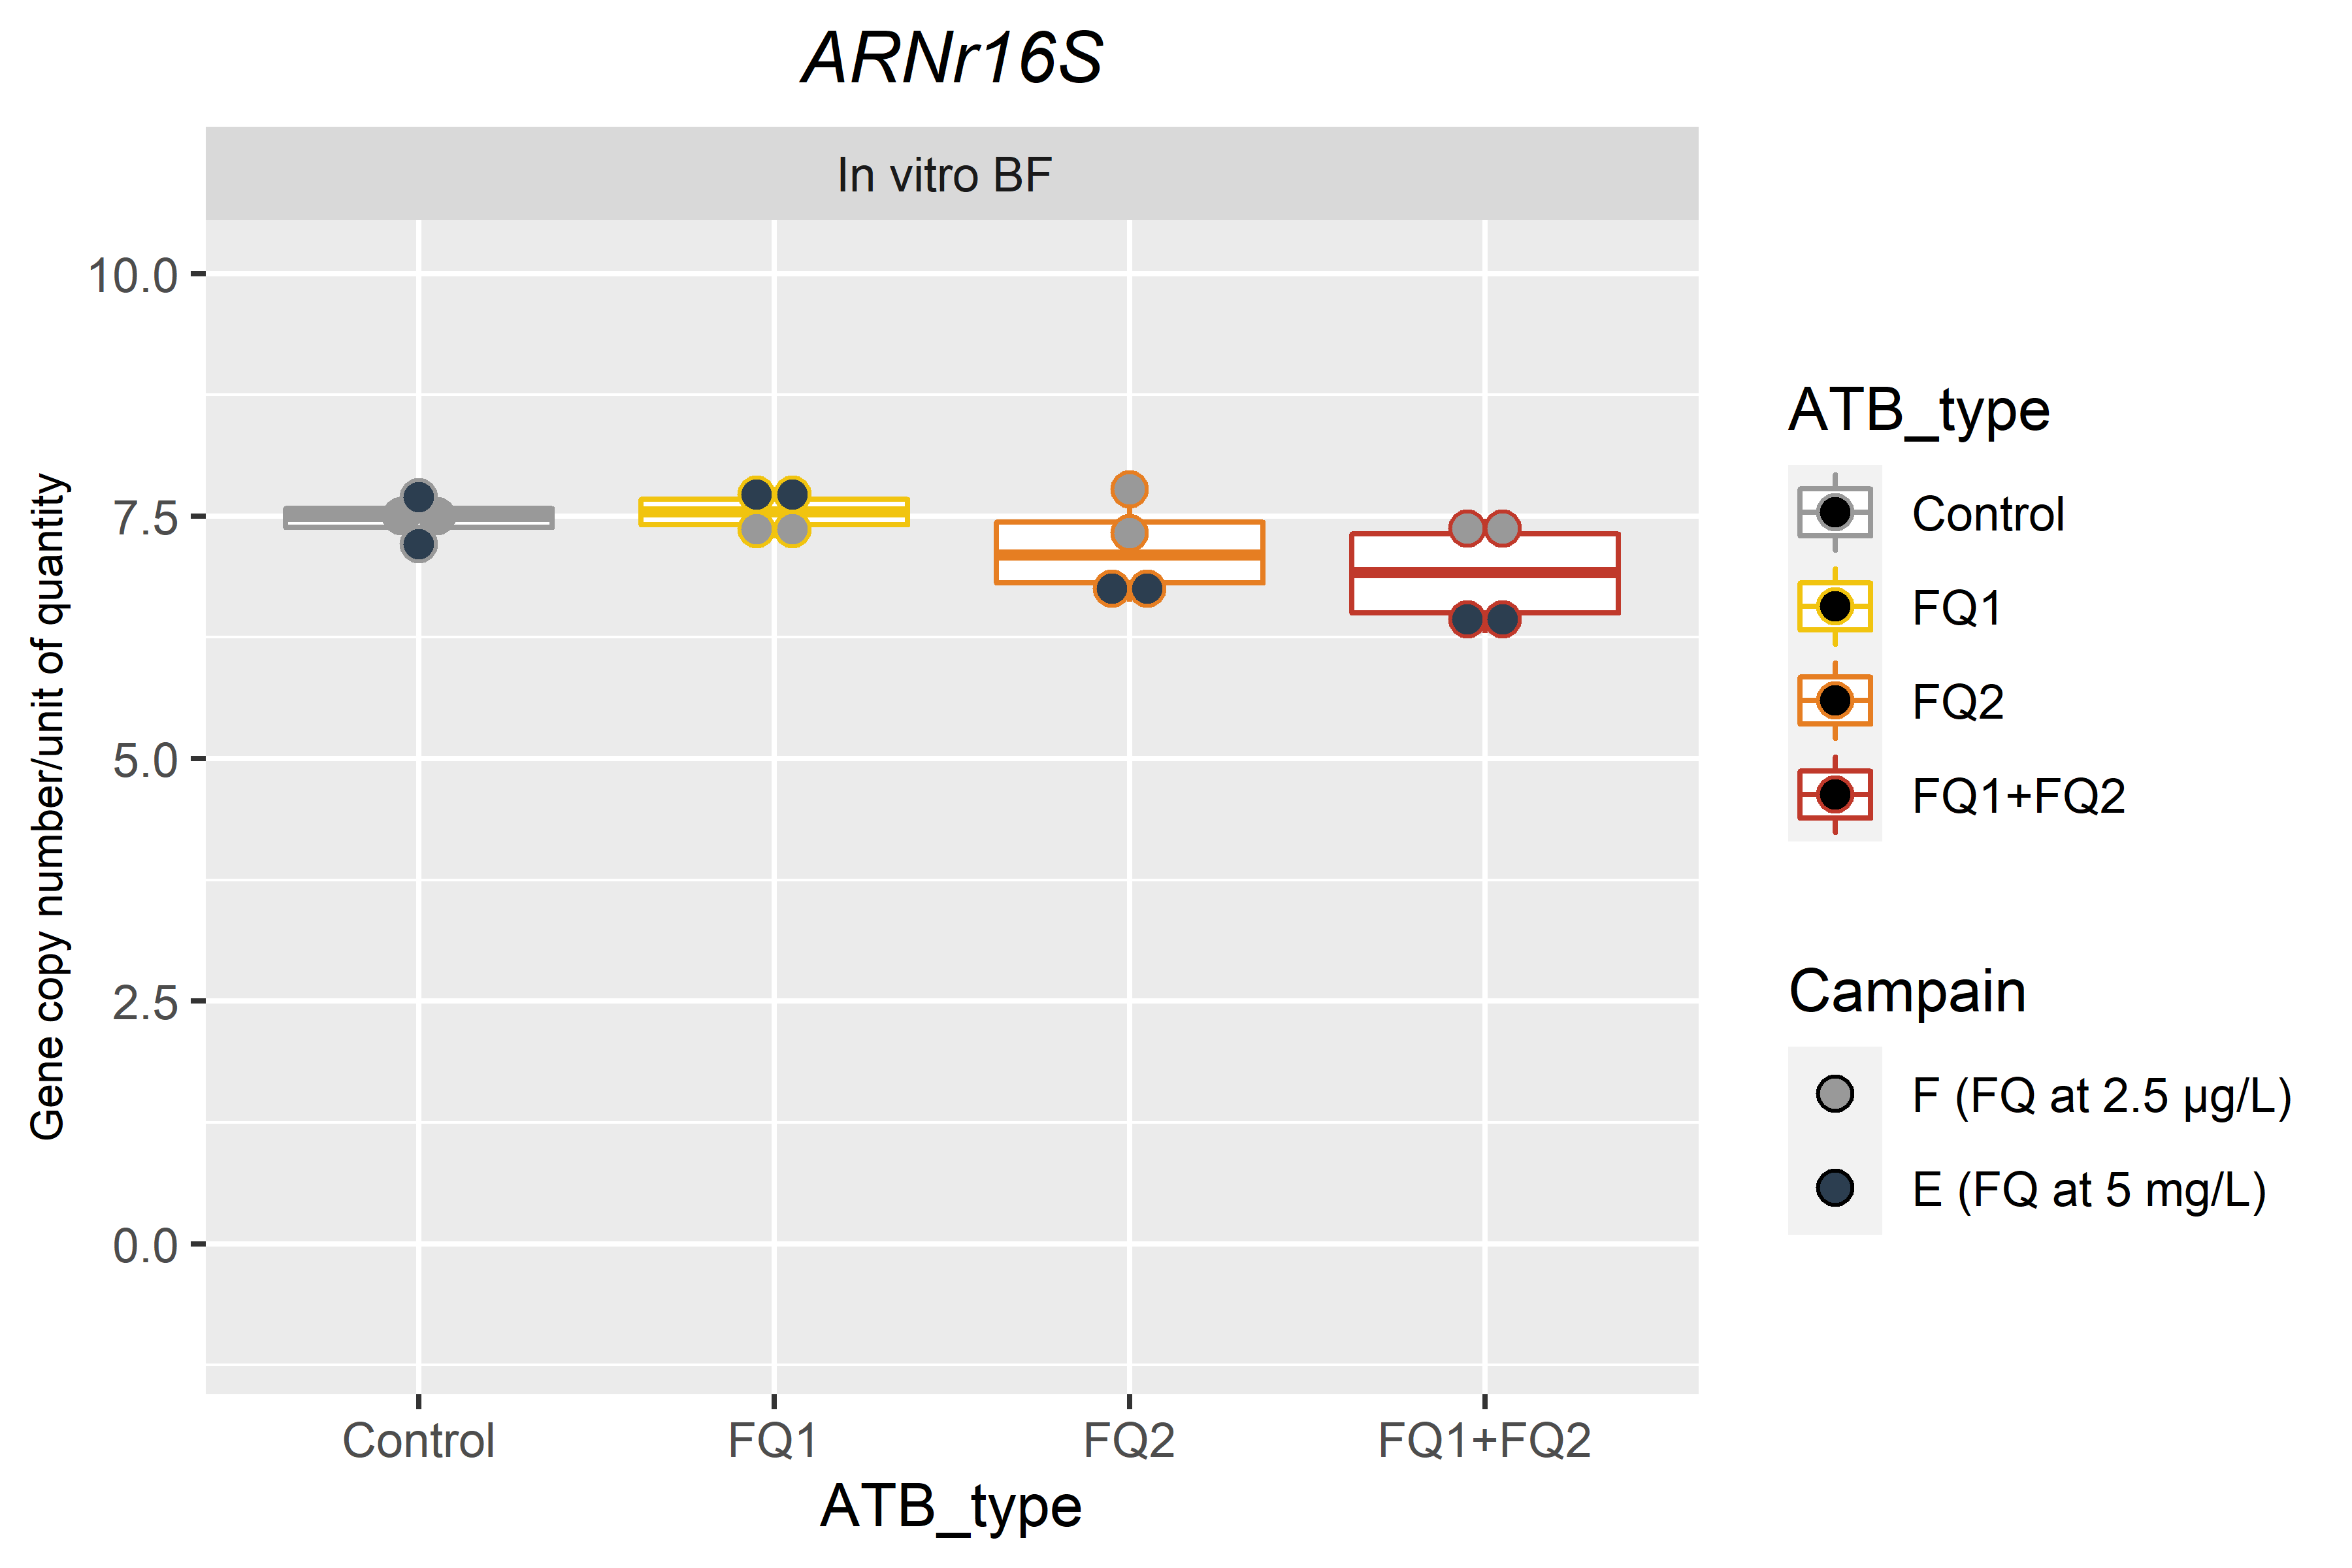 ARNr16S
In vitro BF
Gene copy number/unit of quantity
10.0
7.5
5.0
2.5
0.0
Control
FQ1
FQ2
FQ1+FQ2
ATB_type
ATB_type
Control
FQ1
FQ2
FQ1+FQ2
Campain
F (FQ at 2.5 µg/L)
E (FQ at 5 mg/L)